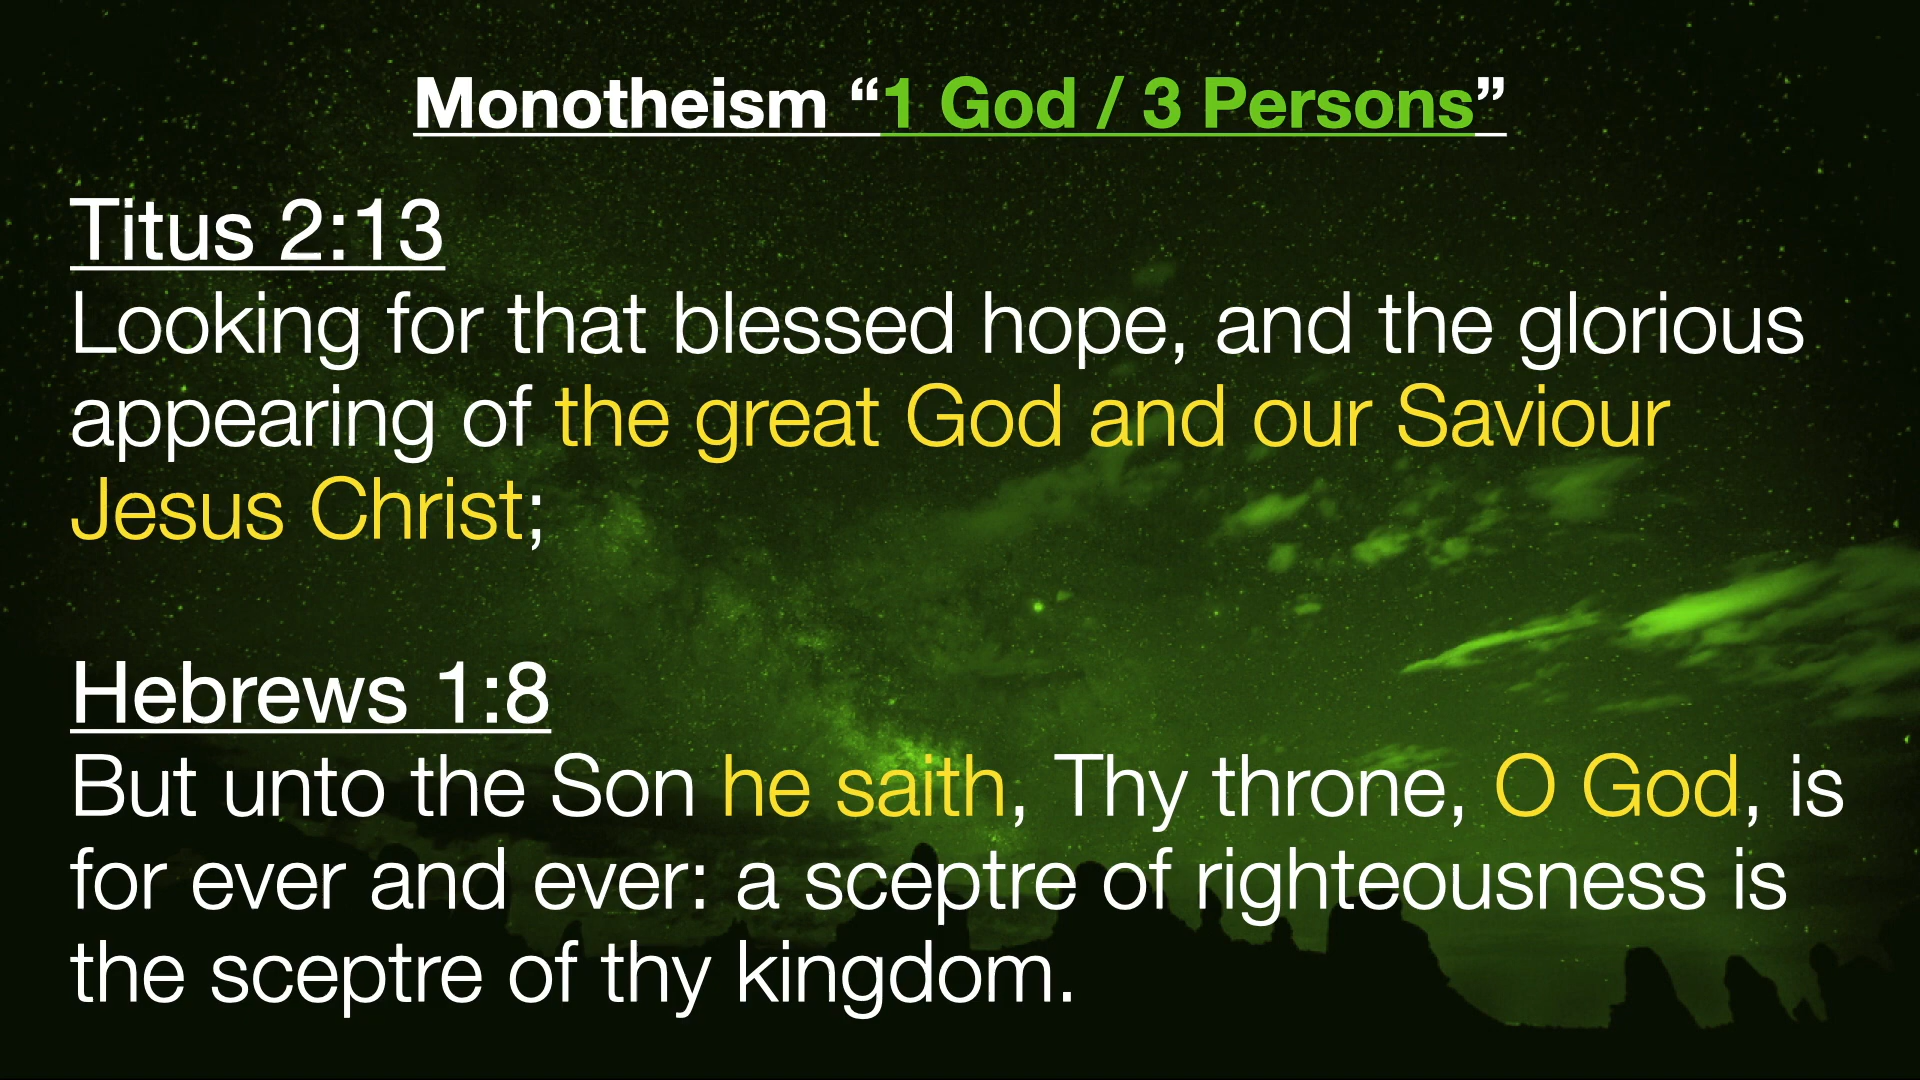 Monotheism “1 God / 3 Persons”
Titus 2:13
Looking for that blessed hope, and the glorious
appearing of the great God and our Saviour
Jesus Christ;
Hebrews 1:8
But unto the Son he saith, Thy throne, O God, is
for ever and ever: a sceptre of righteousness is
the sceptre of thy kingdom.